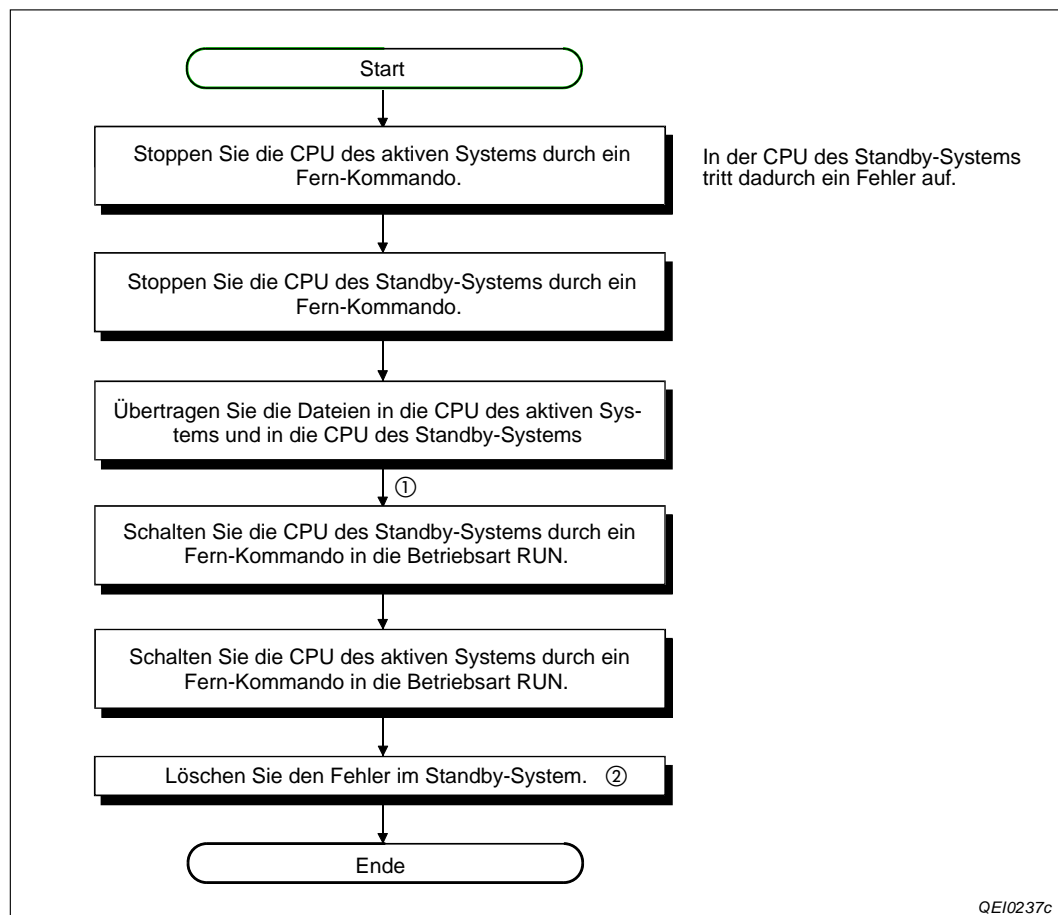 Start
Stoppen Sie die CPU des aktiven Systems durch ein
Fern-Kommando.
In der CPU des Standby-Systems
tritt dadurch ein Fehler auf.
Stoppen Sie die CPU des Standby-Systems durch ein
Fern-Kommando.
Übertragen Sie die Dateien in die CPU des aktiven Sys-
tems und in die CPU des Standby-Systems
①
Schalten Sie die CPU des Standby-Systems durch ein
Fern-Kommando in die Betriebsart RUN.
Schalten Sie die CPU des aktiven Systems durch ein
Fern-Kommando in die Betriebsart RUN.
Löschen Sie den Fehler im Standby-System. ②
Ende
QEI0237c